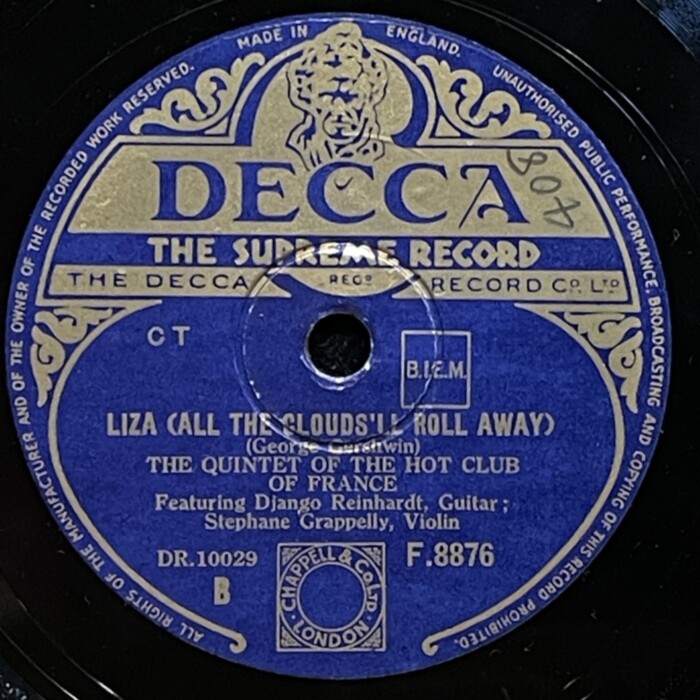 MADE IN ENGLAND.
ALL RIGHTS OF THE MANUFACTURER AND OF THE OWNER OF THE RECORDED WORK RESERVED.
UNAUTHORISED PUBLIC PERFORMANCE, BROADCASTING AND COPYING OF THIS RECORD PROHIBITED.
DECCA
408
THE SUPREME RECORD
THE DECCA REGD RECORD CO. LTD
CT
B.I.E.M.
LIZA (ALL THE CLOUDS'LL ROLL AWAY)
(George Gershwin)
THE QUINTET OF THE HOT CLUB
OF FRANCE
Featuring Django Reinhardt, Guitar;
Stephane Grappelly, Violin
DR.10029 F.8876
B
CHAPPELL & CO LTD
LONDON